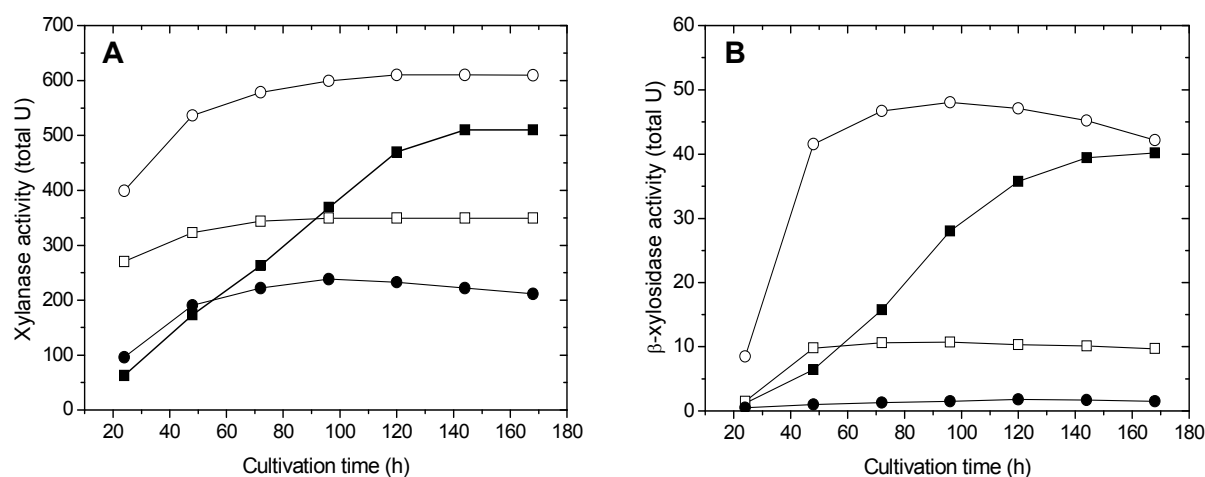 A
Xylanase activity (total U)
700
600
500
400
300
200
100
0
20 40 60 80 100 120 140 160 180
Cultivation time (h)
B
β-xylosidase activity (total U)
60
50
40
30
20
10
0
20 40 60 80 100 120 140 160 180
Cultivation time (h)